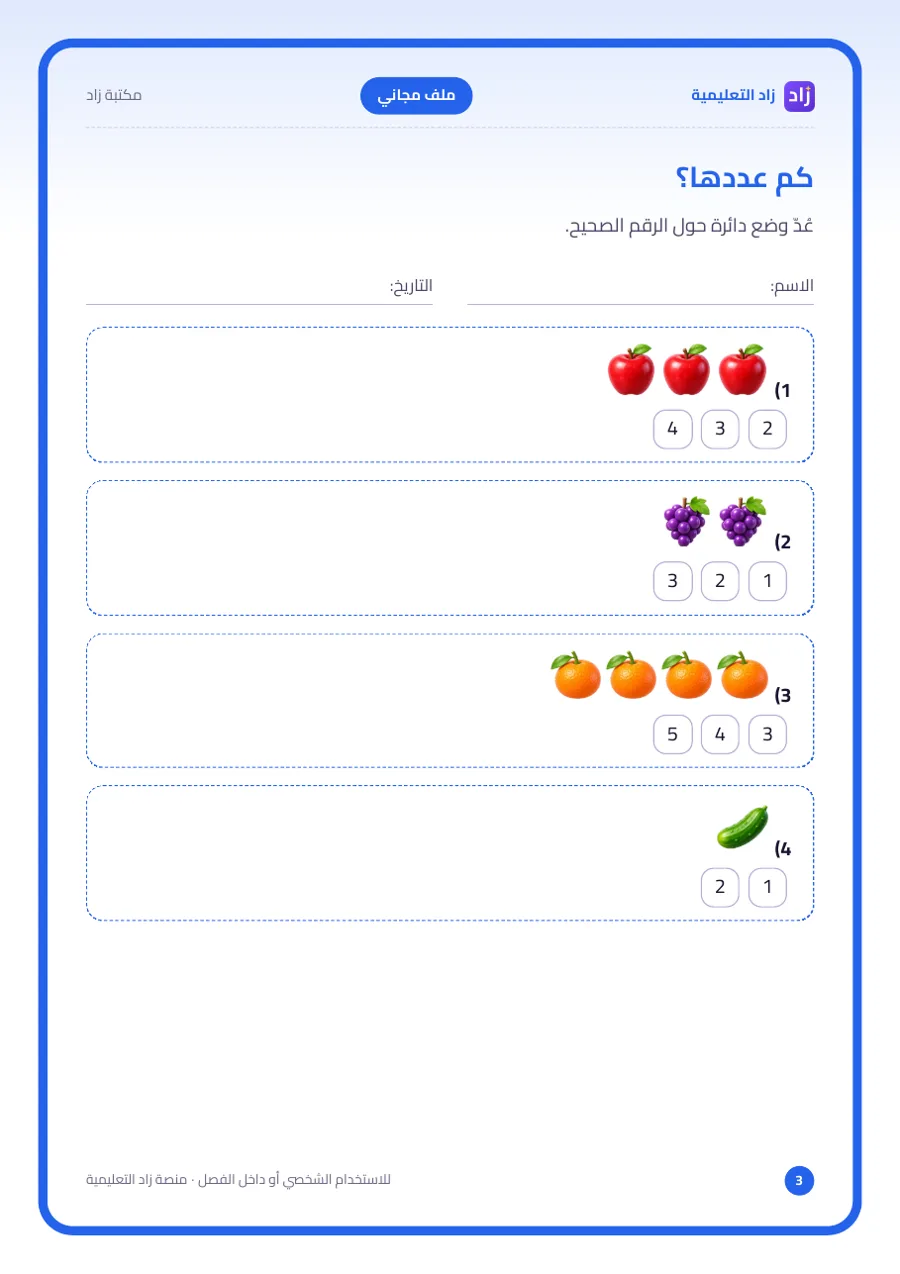 زاد زاد التعليمية
ملف مجاني
مكتبة زاد
كم عددها؟
عُدّ وضع دائرة حول الرقم الصحيح.
الاسم:
التاريخ:
1)
2 3 4
2)
1 2 3
3)
3 4 5
4)
1 2
3
للاستخدام الشخصي أو داخل الفصل · منصة زاد التعليمية